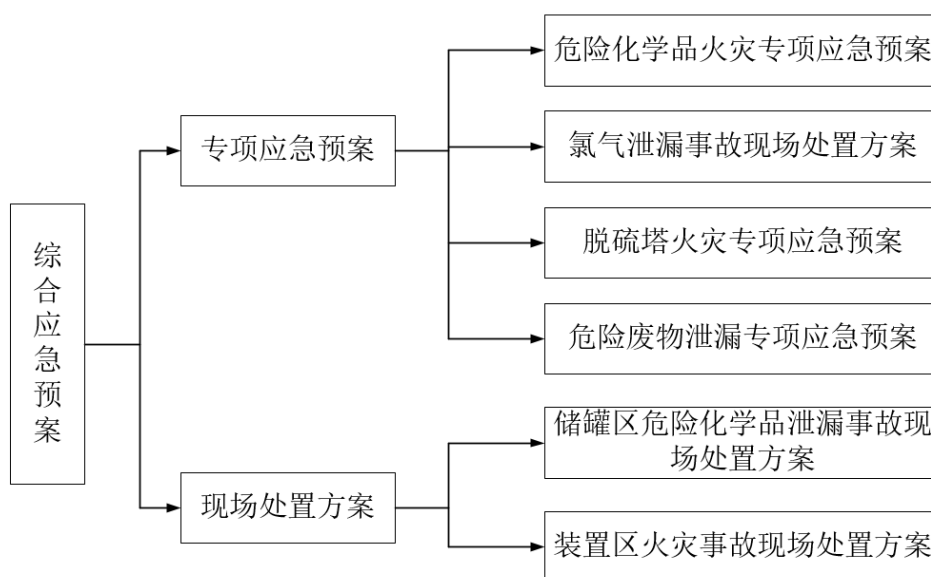 综合应急预案
专项应急预案
危险化学品火灾专项应急预案
氯气泄漏事故现场处置方案
脱硫塔火灾专项应急预案
危险废物泄漏专项应急预案
现场处置方案
储罐区危险化学品泄漏事故现
场处置方案
装置区火灾事故现场处置方案